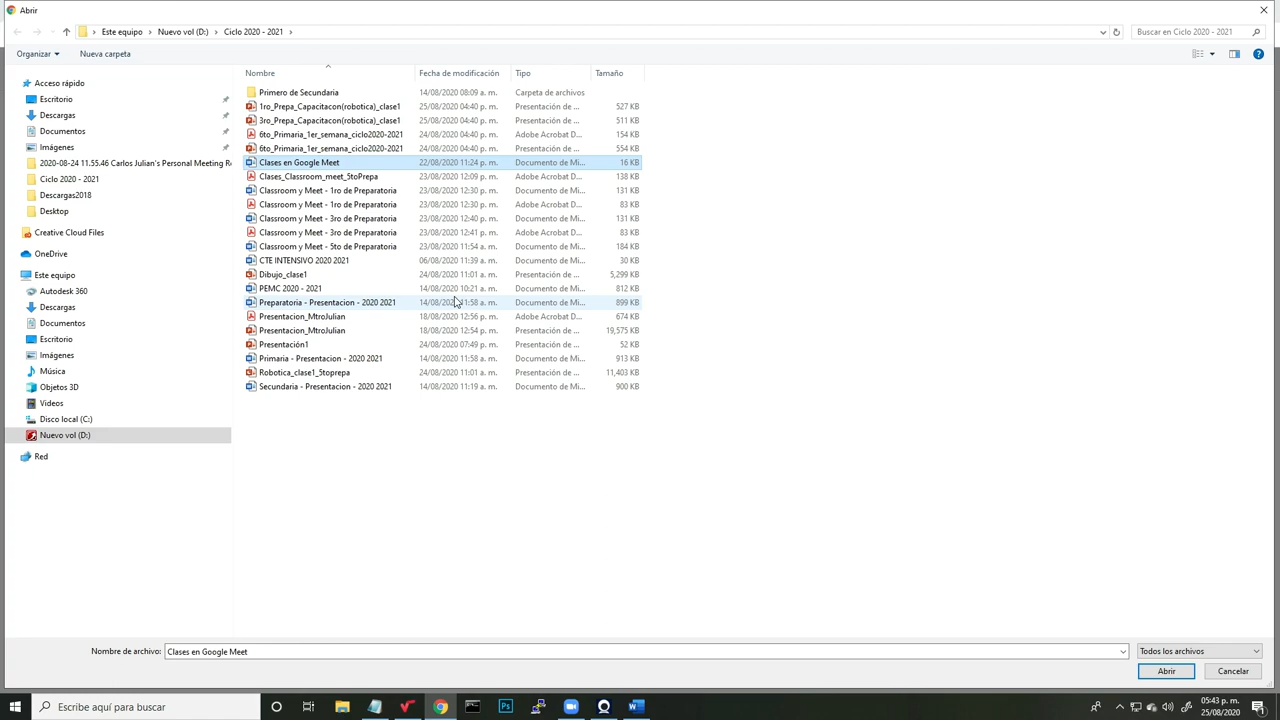 Abrir
Este equipo > Nuevo vol (D:) > Ciclo 2020 - 2021 >
Buscar en Ciclo 2020 - 2021
Organizar
Nueva carpeta
Nombre Fecha de modificación Tipo Tamaño
Acceso rápido
Escritorio
Descargas
Documentos
Imágenes
2020-08-24 11.55.46 Carlos Julian's Personal Meeting R
Ciclo 2020 - 2021
Descargas2018
Desktop
Creative Cloud Files
OneDrive
Este equipo
Autodesk 360
Descargas
Documentos
Escritorio
Imágenes
Música
Objetos 3D
Videos
Disco local (C:)
Nuevo vol (D:)
Red
Primero de Secundaria 14/08/2020 08:09 a. m. Carpeta de archivos
1ro_Prepa_Capacitacon(robotica)_clase1 25/08/2020 04:40 p. m. Presentación de ... 527 KB
3ro_Prepa_Capacitacon(robotica)_clase1 25/08/2020 04:40 p. m. Presentación de ... 511 KB
6to_Primaria_1er_semana_ciclo2020-2021 24/08/2020 04:40 p. m. Adobe Acrobat D... 154 KB
6to_Primaria_1er_semana_ciclo2020-2021 24/08/2020 04:40 p. m. Presentación de ... 554 KB
Clases en Google Meet 22/08/2020 11:24 p. m. Documento de Mi... 16 KB
Clases_Classroom_meet_5toPrepa 23/08/2020 12:09 p. m. Adobe Acrobat D... 138 KB
Classroom y Meet - 1ro de Preparatoria 23/08/2020 12:30 p. m. Documento de Mi... 131 KB
Classroom y Meet - 1ro de Preparatoria 23/08/2020 12:30 p. m. Adobe Acrobat D... 83 KB
Classroom y Meet - 3ro de Preparatoria 23/08/2020 12:40 p. m. Documento de Mi... 131 KB
Classroom y Meet - 3ro de Preparatoria 23/08/2020 12:41 p. m. Adobe Acrobat D... 83 KB
Classroom y Meet - 5to de Preparatoria 23/08/2020 11:54 a. m. Documento de Mi... 184 KB
CTE INTENSIVO 2020 2021 06/08/2020 11:39 a. m. Documento de Mi... 30 KB
Dibujo_clase1 24/08/2020 11:01 a. m. Presentación de ... 5,299 KB
PEMC 2020 - 2021 14/08/2020 10:21 a. m. Documento de Mi... 812 KB
Preparatoria - Presentacion - 2020 2021 14/08/2020 11:58 a. m. Documento de Mi... 899 KB
Presentacion_MtroJulian 18/08/2020 12:56 p. m. Adobe Acrobat D... 674 KB
Presentacion_MtroJulian 18/08/2020 12:54 p. m. Presentación de ... 19,575 KB
Presentación1 24/08/2020 07:49 p. m. Presentación de ... 52 KB
Primaria - Presentacion - 2020 2021 14/08/2020 11:58 a. m. Documento de Mi... 913 KB
Robotica_clase1_5toprepa 24/08/2020 11:01 a. m. Presentación de ... 11,403 KB
Secundaria - Presentacion - 2020 2021 14/08/2020 11:19 a. m. Documento de Mi... 900 KB
Nombre de archivo: Clases en Google Meet
Todos los archivos
Abrir
Cancelar
Escribe aquí para buscar
05:43 p. m.
25/08/2020